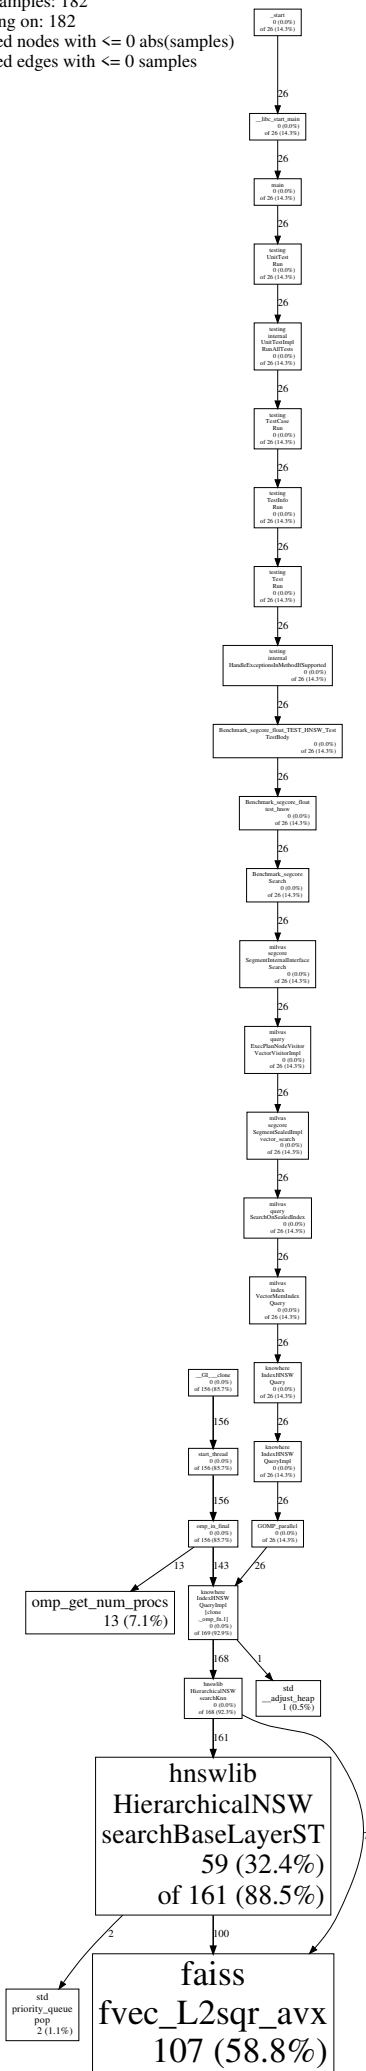 amples: 182
ng on: 182
ed nodes with <= 0 abs(samples)
ed edges with <= 0 samples
_start
0 (0.0%)
of 26 (14.3%)
26
__libc_start_main
0 (0.0%)
of 26 (14.3%)
26
main
0 (0.0%)
of 26 (14.3%)
26
testing
UnitTest
Run
0 (0.0%)
of 26 (14.3%)
26
testing
internal
UnitTestImpl
RunAllTests
0 (0.0%)
of 26 (14.3%)
26
testing
TestCase
Run
0 (0.0%)
of 26 (14.3%)
26
testing
TestInfo
Run
0 (0.0%)
of 26 (14.3%)
26
testing
Test
Run
0 (0.0%)
of 26 (14.3%)
26
testing
internal
HandleExceptionsInMethodIfSupported
0 (0.0%)
of 26 (14.3%)
26
Benchmark_segcore_float_TEST_HNSW_Test
TestBody
0 (0.0%)
of 26 (14.3%)
26
Benchmark_segcore_float
test_hnsw
0 (0.0%)
of 26 (14.3%)
26
Benchmark_segcore
Search
0 (0.0%)
of 26 (14.3%)
26
milvus
segcore
SegmentInternalInterface
Search
0 (0.0%)
of 26 (14.3%)
26
milvus
query
ExecPlanNodeVisitor
VectorVisitorImpl
0 (0.0%)
of 26 (14.3%)
26
milvus
segcore
SegmentSealedImpl
vector_search
0 (0.0%)
of 26 (14.3%)
26
milvus
query
SearchOnSealedIndex
0 (0.0%)
of 26 (14.3%)
26
milvus
index
VectorMemIndex
Query
0 (0.0%)
of 26 (14.3%)
26
__GI___clone
0 (0.0%)
of 156 (85.7%)
knowhere
IndexHNSW
Query
0 (0.0%)
of 26 (14.3%)
156
26
start_thread
0 (0.0%)
of 156 (85.7%)
knowhere
IndexHNSW
QueryImpl
0 (0.0%)
of 26 (14.3%)
156
26
omp_in_final
0 (0.0%)
of 156 (85.7%)
GOMP_parallel
0 (0.0%)
of 26 (14.3%)
13
143
26
omp_get_num_procs
13 (7.1%)
knowhere
IndexHNSW
QueryImpl
[clone
._omp_fn.1]
0 (0.0%)
of 169 (92.9%)
168
1
hnswlib
HierarchicalNSW
searchKnn
0 (0.0%)
of 168 (92.3%)
std
__adjust_heap
1 (0.5%)
161
hnswlib
HierarchicalNSW
searchBaseLayerST
59 (32.4%)
of 161 (88.5%)
2
100
std
priority_queue
pop
2 (1.1%)
faiss
fvec_L2sqr_avx
107 (58.8%)